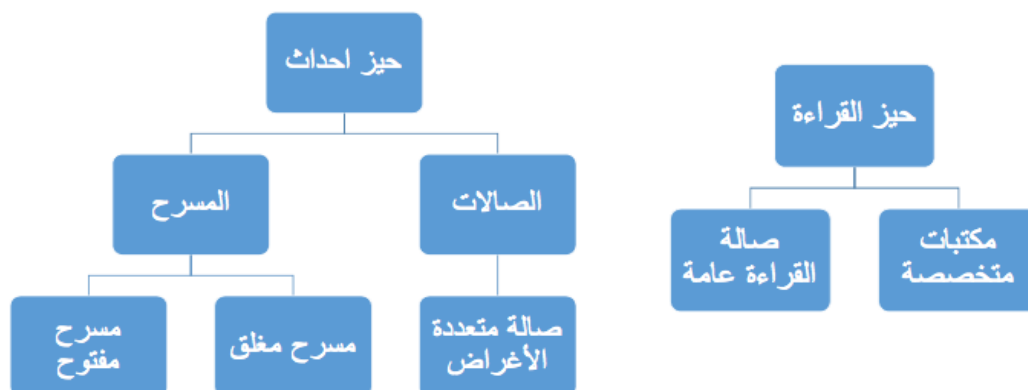 حيز احداث
المسرح
الصالات
مسرح
مفتوح
مسرح مغلق
صالة متعددة
الأغراض
حيز القراءة
صالة
القراءة عامة
مكتبات
متخصصة